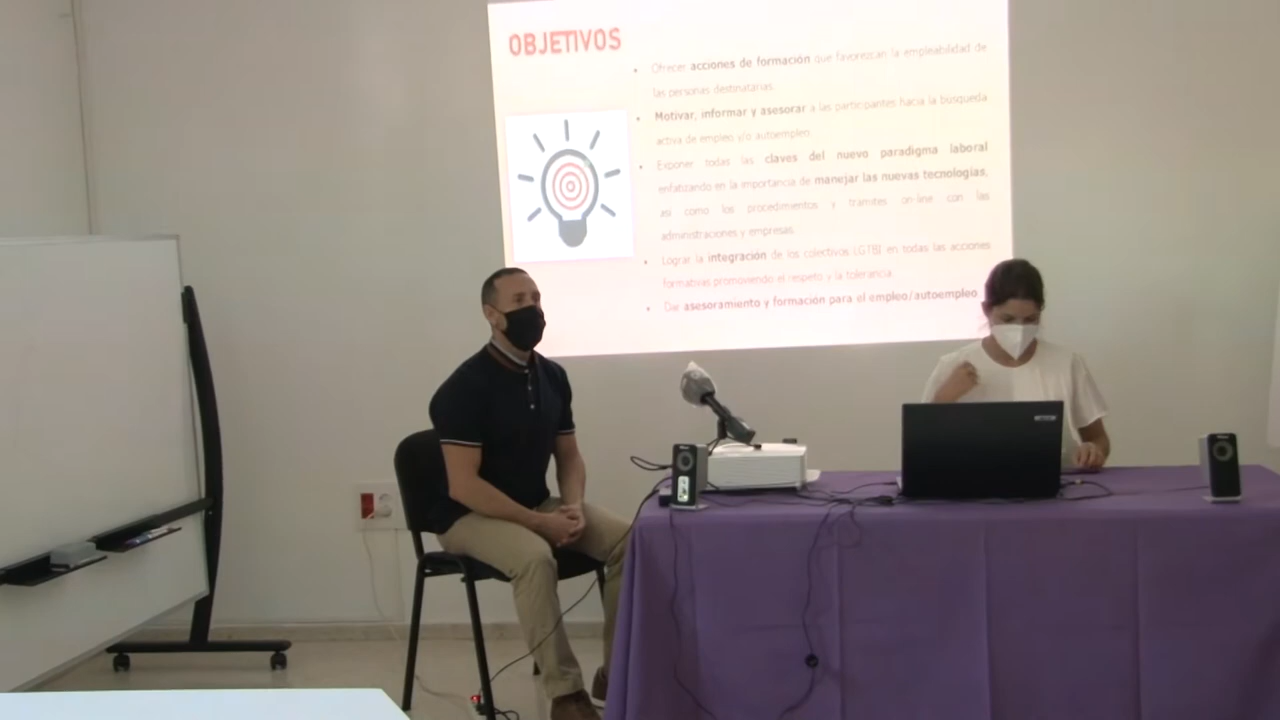 OBJETIVOS
Ofrecer acciones de formación que favorezcan la empleabilidad de
las personas destinatarias.
Motivar, informar y asesorar a las participantes hacia la búsqueda
activa de empleo y/o autoempleo.
Exponer todas las claves del nuevo paradigma laboral
enfatizando en la importancia de manejar las nuevas tecnologías,
así como los procedimientos y tramites on-line con las
administraciones y empresas.
Lograr la integración de los colectivos LGTBI en todas las acciones
formativas promoviendo el respeto y la tolerancia.
Dar asesoramiento y formación para el empleo/autoempleo